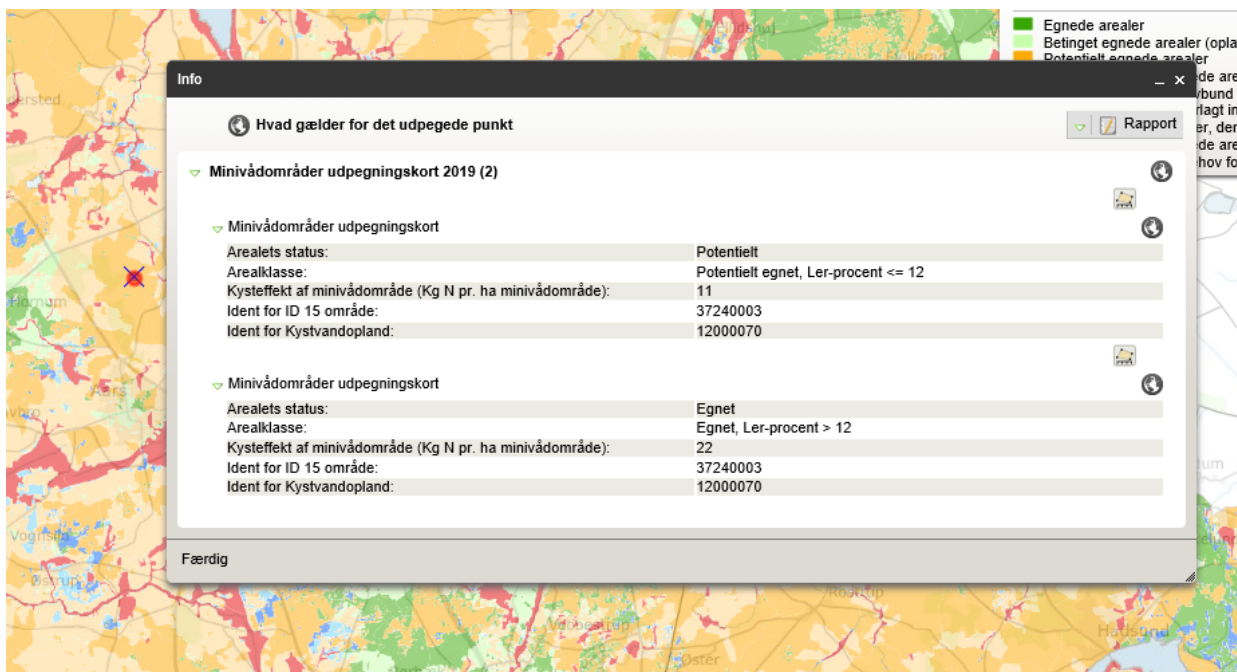 Egnede arealer
Betinget egnede arealer (opla
Potentielt egnede arealer
Info
Hvad gælder for det udpegede punkt
Rapport
Minivådområder udpegningskort 2019 (2)
Minivådområder udpegningskort
Arealets status: Potentielt
Arealklasse: Potentielt egnet, Ler-procent <= 12
Kysteffekt af minivådområde (Kg N pr. ha minivådområde): 11
Ident for ID 15 område: 37240003
Ident for Kystvandopland: 12000070
Minivådområder udpegningskort
Arealets status: Egnet
Arealklasse: Egnet, Ler-procent > 12
Kysteffekt af minivådområde (Kg N pr. ha minivådområde): 22
Ident for ID 15 område: 37240003
Ident for Kystvandopland: 12000070
Færdig
Hornum
Aars
Hadsund